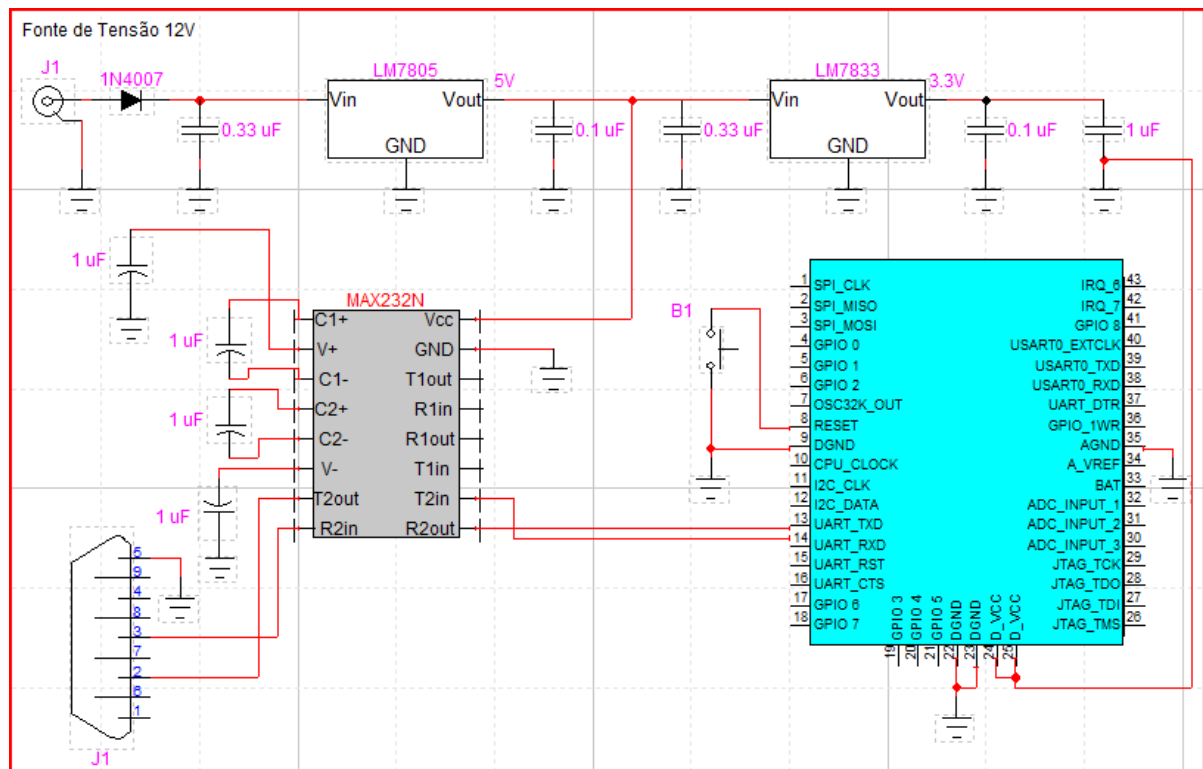 Fonte de Tensão 12V
J1
1N4007
0.33 uF
LM7805
Vin
Vout
GND
5V
0.1 uF
0.33 uF
LM7833
Vin
Vout
GND
3.3V
0.1 uF
1 uF
1 uF
1 uF
1 uF
1 uF
MAX232N
C1+
V+
C1-
C2+
C2-
V-
T2out
R2in
Vcc
GND
T1out
R1in
R1out
T1in
T2in
R2out
5
9
4
8
3
7
2
6
1
J1
B1
1 SPI_CLK
2 SPI_MISO
3 SPI_MOSI
4 GPIO 0
5 GPIO 1
6 GPIO 2
7 OSC32K_OUT
8 RESET
9 DGND
10 CPU_CLOCK
11 I2C_CLK
12 I2C_DATA
13 UART_TXD
14 UART_RXD
15 UART_RST
16 UART_CTS
17 GPIO 6
18 GPIO 7
19 GPIO 3
20 GPIO 4
21 GPIO 5
22 DGND
23 DGND
24 D_VCC
25 D_VCC
IRQ_6 43
IRQ_7 42
GPIO 8 41
USART0_EXTCLK 40
USART0_TXD 39
USART0_RXD 38
UART_DTR 37
GPIO_1WR 36
AGND 35
A_VREF 34
BAT 33
ADC_INPUT_1 32
ADC_INPUT_2 31
ADC_INPUT_3 30
JTAG_TCK 29
JTAG_TDO 28
JTAG_TDI 27
JTAG_TMS 26